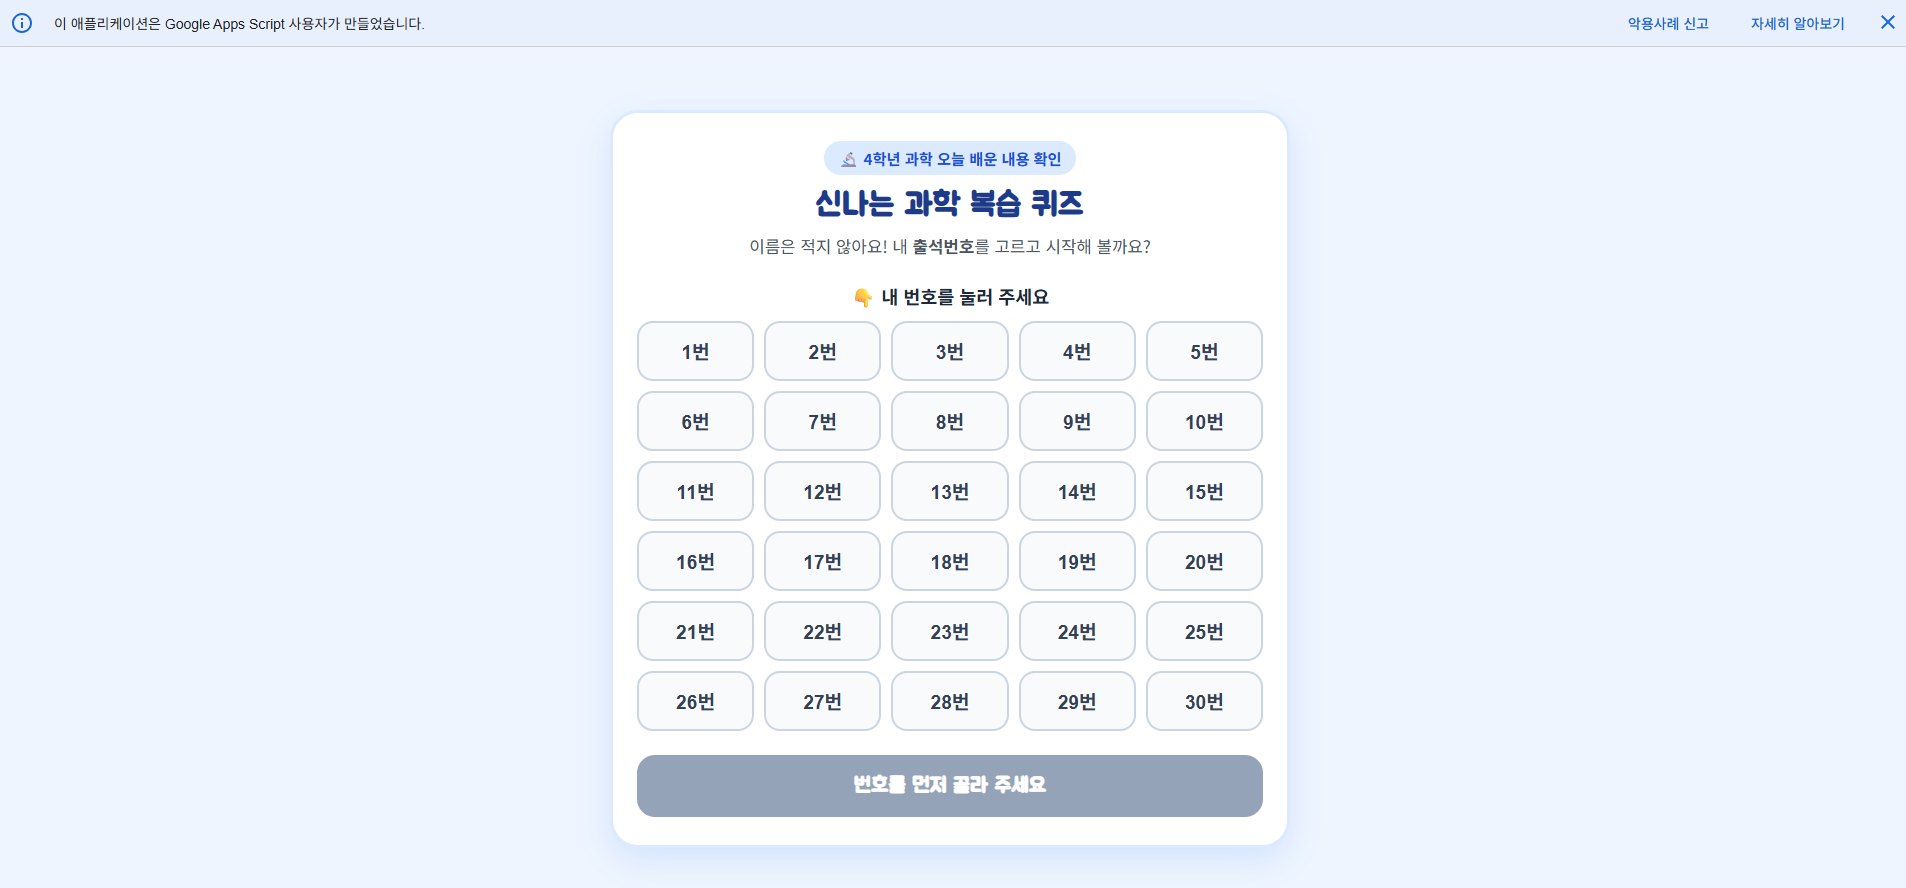 이 애플리케이션은 Google Apps Script 사용자가 만들었습니다.
악용사례 신고
자세히 알아보기
4학년 과학 오늘 배운 내용 확인
신나는 과학 복습 퀴즈
이름은 적지 않아요! 내 출석번호를 고르고 시작해 볼까요?
내 번호를 눌러 주세요
1번 2번 3번 4번 5번
6번 7번 8번 9번 10번
11번 12번 13번 14번 15번
16번 17번 18번 19번 20번
21번 22번 23번 24번 25번
26번 27번 28번 29번 30번
번호를 먼저 골라 주세요